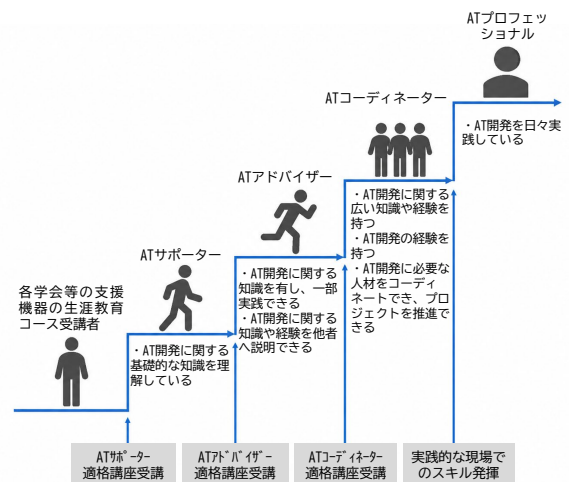 ATプロフェッ
ショナル
・AT開発を日々実
践している
ATコーディネーター
・AT開発に関する
広い知識や経験を
持つ
・AT開発の経験を
持つ
・AT開発に必要な
人材をコーディ
ネートでき、プロ
ジェクトを推進で
きる
ATアドバイザー
・AT開発に関する
知識を有し、一部
実践できる
・AT開発に関する
知識や経験を他者
へ説明できる
ATサポーター
・AT開発に関する
基礎的な知識を理
解している
各学会等の支援
機器の生涯教育
コース受講者
ATｻﾎﾟｰﾀｰ
適格講座受講
ATｱﾄﾞﾊﾞｲｻﾞｰ
適格講座受講
ATｺｰﾃﾞｨﾈｰﾀｰ
適格講座受講
実践的な現場で
のスキル発揮